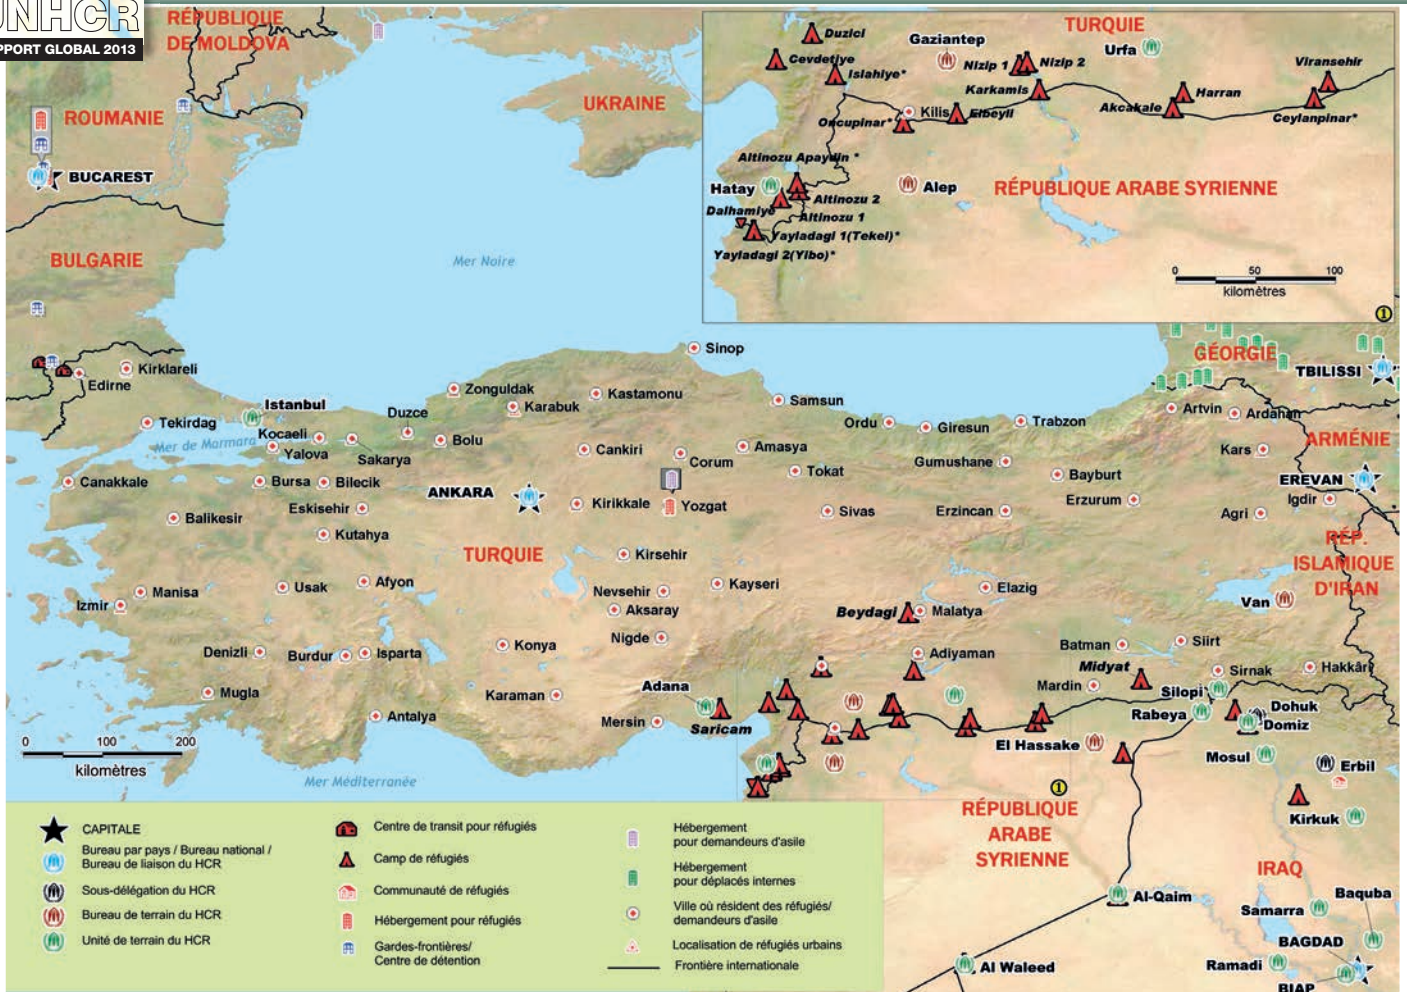 UNHCR
PPORT GLOBAL 2013
RÉPUBLIQUE
DE MOLDOVA
ROUMANIE
BUCAREST
BULGARIE
UKRAINE
Mer Noire
TURQUIE
Duzici
Cevdetiye
Islahiye*
Gaziantep
Nizip 1
Nizip 2
Urfa
Viransehir
Karkamis
Akcakale
Harran
Ceylanpinar*
Oncupinar*
Kilis
Elbeyli
Altinozu Apaydin *
Hatay
Altinozu 2
Dalhamiye
Altinozu 1
Yayladagi 1(Tekel)*
Yayladagi 2(Yibo)*
Alep
RÉPUBLIQUE ARABE SYRIENNE
0 50 100
kilomètres
1
GÉORGIE
TBILISSI
Sinop
Kirklareli
Edirne
Zonguldak
Kastamonu
Karabuk
Samsun
Artvin
Ardahan
Istanbul
Tekirdag
Duzce
Ordu
Giresun
Trabzon
Kocaeli
Mer de Marmara
Yalova
Sakarya
Bolu
Cankiri
Corum
Amasya
Tokat
Gumushane
Bayburt
Kars
ARMÉNIE
EREVAN
Canakkale
Bursa
Bilecik
ANKARA
Eskisehir
Kirikkale
Yozgat
Sivas
Erzincan
Erzurum
Agri
Igdir
Balikesir
Kutahya
TURQUIE
Kirsehir
RÉP.
ISLAMIQUE
D'IRAN
Manisa
Izmir
Usak
Afyon
Nevsehir
Kayseri
Aksaray
Elazig
Beydagi
Malatya
Van
Denizli
Burdur
Isparta
Konya
Nigde
Adiyaman
Batman
Siirt
Midyat
Sirnak
Hakkâri
Mugla
Antalya
Karaman
Adana
Mersin
Saricam
Mardin
Silopi
Rabeya
Dohuk
Domiz
El Hassake
Mosul
Erbil
Kirkuk
0 100 200
kilomètres
Mer Méditerranée
1
RÉPUBLIQUE
ARABE
SYRIENNE
IRAQ
Al-Qaim
Samarra
Baquba
BAGDAD
Al Waleed
Ramadi
BIAP
CAPITALE
Bureau par pays / Bureau national /
Bureau de liaison du HCR
Sous-délégation du HCR
Bureau de terrain du HCR
Unité de terrain du HCR
Centre de transit pour réfugiés
Camp de réfugiés
Communauté de réfugiés
Hébergement pour réfugiés
Gardes-frontières/
Centre de détention
Hébergement
pour demandeurs d'asile
Hébergement
pour déplacés internes
Ville où résident des réfugiés/
demandeurs d'asile
Localisation de réfugiés urbains
Frontière internationale